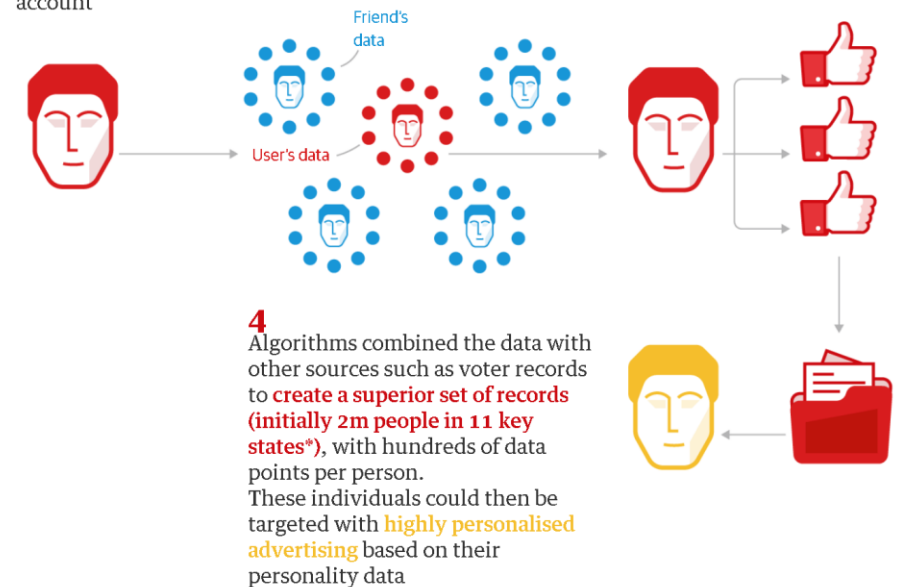 account
Friend's
data
User's data
4
Algorithms combined the data with
other sources such as voter records
to create a superior set of records
(initially 2m people in 11 key
states*), with hundreds of data
points per person.
These individuals could then be
targeted with highly personalised
advertising based on their
personality data